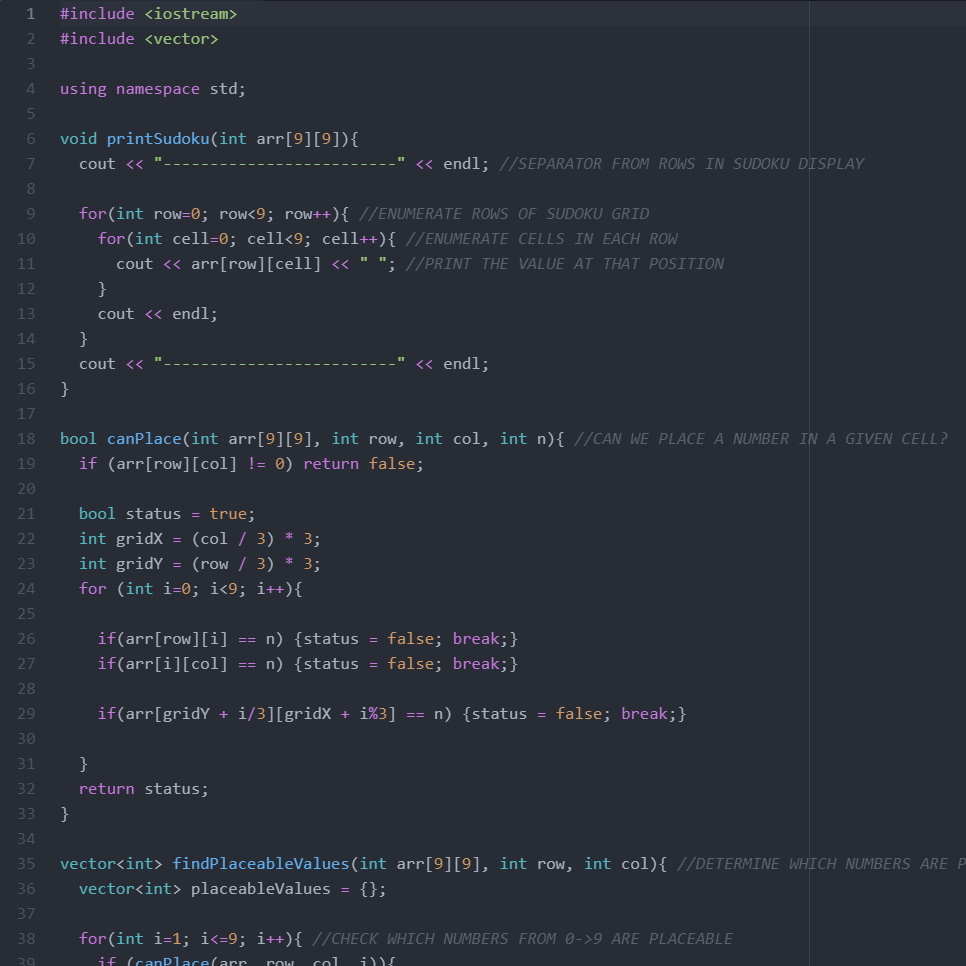 1 #include <iostream>
2 #include <vector>
3
4 using namespace std;
5
6 void printSudoku(int arr[9][9]){
7   cout << "-------------------------" << endl; //SEPARATOR FROM ROWS IN SUDOKU DISPLAY
8
9   for(int row=0; row<9; row++){ //ENUMERATE ROWS OF SUDOKU GRID
10     for(int cell=0; cell<9; cell++){ //ENUMERATE CELLS IN EACH ROW
11       cout << arr[row][cell] << " "; //PRINT THE VALUE AT THAT POSITION
12     }
13     cout << endl;
14   }
15   cout << "-------------------------" << endl;
16 }
17
18 bool canPlace(int arr[9][9], int row, int col, int n){ //CAN WE PLACE A NUMBER IN A GIVEN CELL?
19   if (arr[row][col] != 0) return false;
20
21   bool status = true;
22   int gridX = (col / 3) * 3;
23   int gridY = (row / 3) * 3;
24   for (int i=0; i<9; i++){
25
26     if(arr[row][i] == n) {status = false; break;}
27     if(arr[i][col] == n) {status = false; break;}
28
29     if(arr[gridY + i/3][gridX + i%3] == n) {status = false; break;}
30
31   }
32   return status;
33 }
34
35 vector<int> findPlaceableValues(int arr[9][9], int row, int col){ //DETERMINE WHICH NUMBERS ARE P
36   vector<int> placeableValues = {};
37
38   for(int i=1; i<=9; i++){ //CHECK WHICH NUMBERS FROM 0->9 ARE PLACEABLE
39     if (canPlace(arr, row, col, i)){